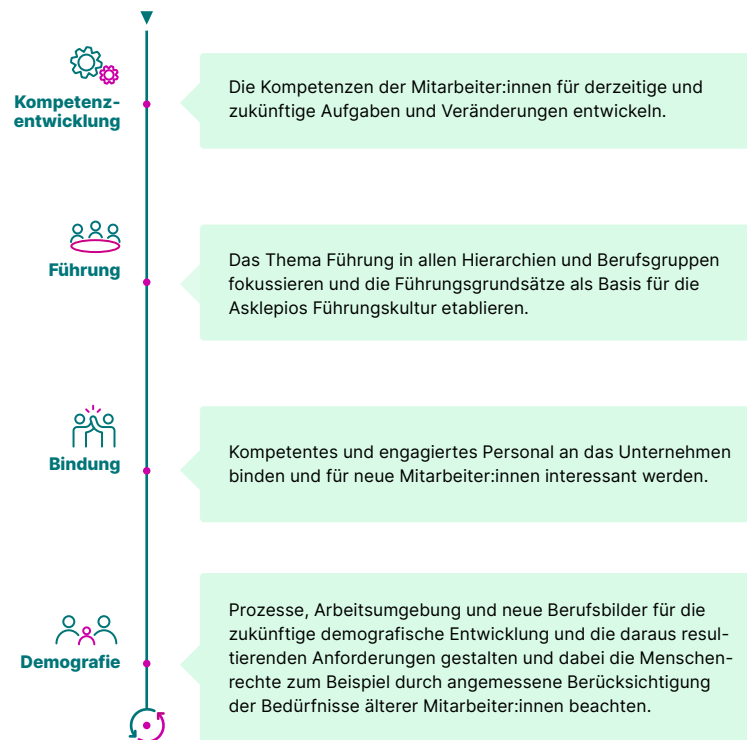 Kompetenz-
entwicklung
Die Kompetenzen der Mitarbeiter:innen für derzeitige und
zukünftige Aufgaben und Veränderungen entwickeln.
Führung
Das Thema Führung in allen Hierarchien und Berufsgruppen
fokussieren und die Führungsgrundsätze als Basis für die
Asklepios Führungskultur etablieren.
Bindung
Kompetentes und engagiertes Personal an das Unternehmen
binden und für neue Mitarbeiter:innen interessant werden.
Demografie
Prozesse, Arbeitsumgebung und neue Berufsbilder für die
zukünftige demografische Entwicklung und die daraus resul-
tierenden Anforderungen gestalten und dabei die Menschen-
rechte zum Beispiel durch angemessene Berücksichtigung
der Bedürfnisse älterer Mitarbeiter:innen beachten.